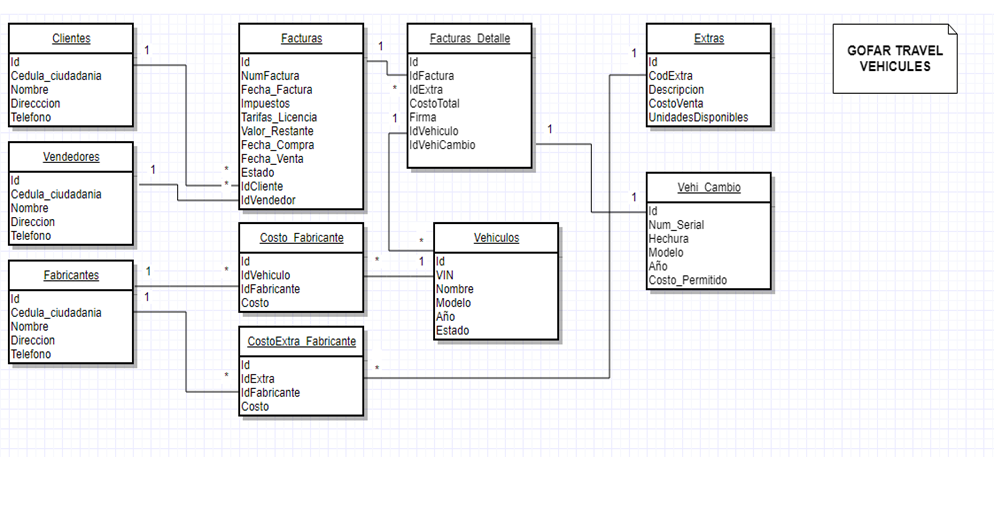 Clientes
Id
Cedula_ciudadania
Nombre
Direcccion
Telefono
1
Vendedores
Id
Cedula_ciudadania
Nombre
Direccion
Telefono
1
Fabricantes
Id
Cedula_ciudadania
Nombre
Direccion
Telefono
1
1
Facturas
Id
NumFactura
Fecha_Factura
Impuestos
Tarifas_Licencia
Valor_Restante
Fecha_Compra
Fecha_Venta
Estado
IdCliente
IdVendedor
*
*
1
Costo_Fabricante
Id
IdVehiculo
IdFabricante
Costo
*
*
CostoExtra_Fabricante
Id
IdExtra
IdFabricante
Costo
*
*
Facturas_Detalle
Id
IdFactura
IdExtra
CostoTotal
Firma
IdVehiculo
IdVehiCambio
*
1
1
Vehiculos
Id
VIN
Nombre
Modelo
Año
Estado
*
1
Extras
Id
CodExtra
Descripcion
CostoVenta
UnidadesDisponibles
1
Vehi_Cambio
Id
Num_Serial
Hechura
Modelo
Año
Costo_Permitido
1
GOFAR TRAVEL
VEHICULES